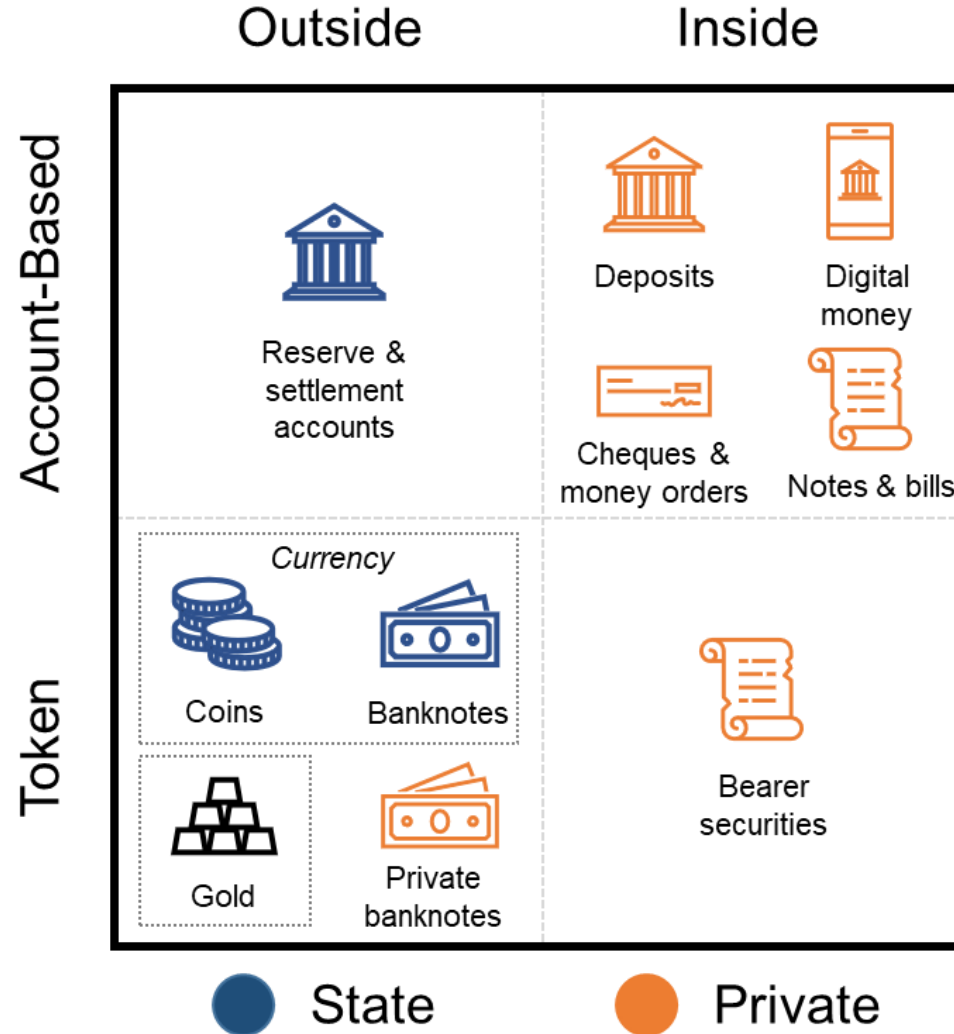 Outside
Inside
Account-Based
Reserve &
settlement
accounts
Deposits
Digital
money
Cheques &
money orders
Notes & bills
Token
Currency
Coins
Banknotes
Gold
Private
banknotes
Bearer
securities
State
Private